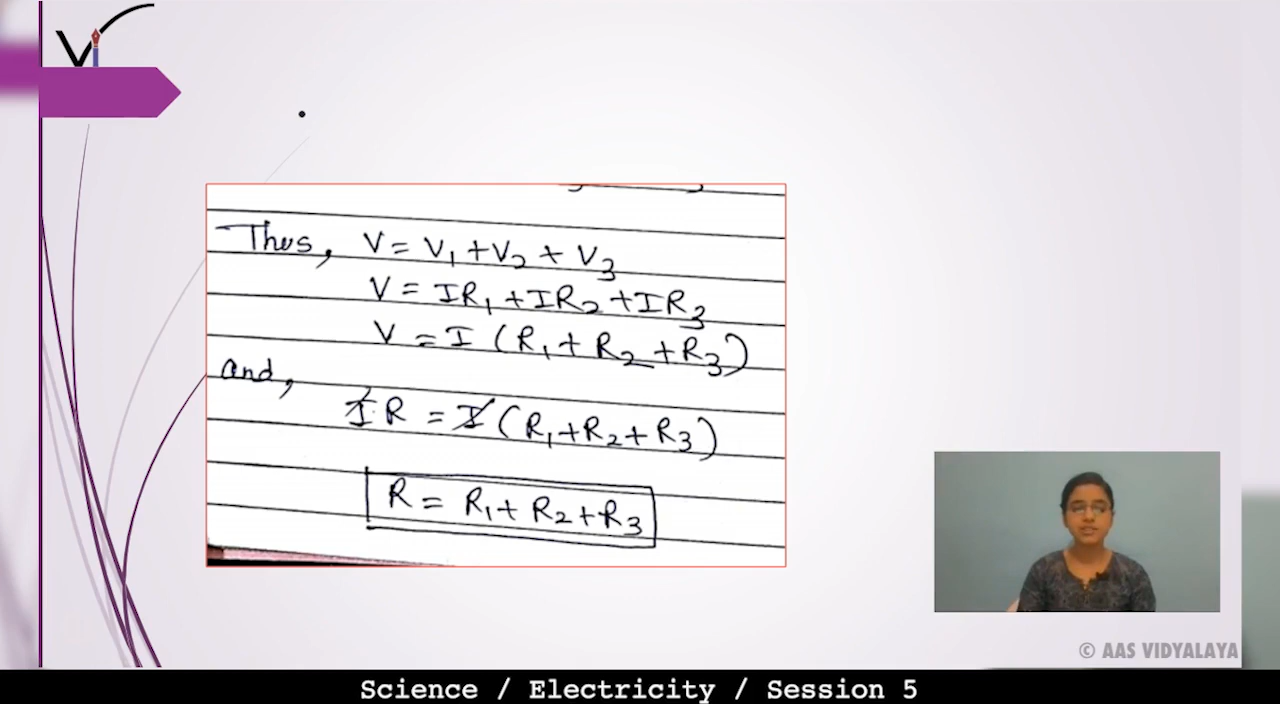 Vi
Thus, V = V₁ + V₂ + V₃
V = IR₁ + IR₂ + IR₃
V = I (R₁ + R₂ + R₃)
and,
IR = I (R₁ + R₂ + R₃)
R = R₁ + R₂ + R₃
© AAS VIDYALAYA
Science / Electricity / Session 5